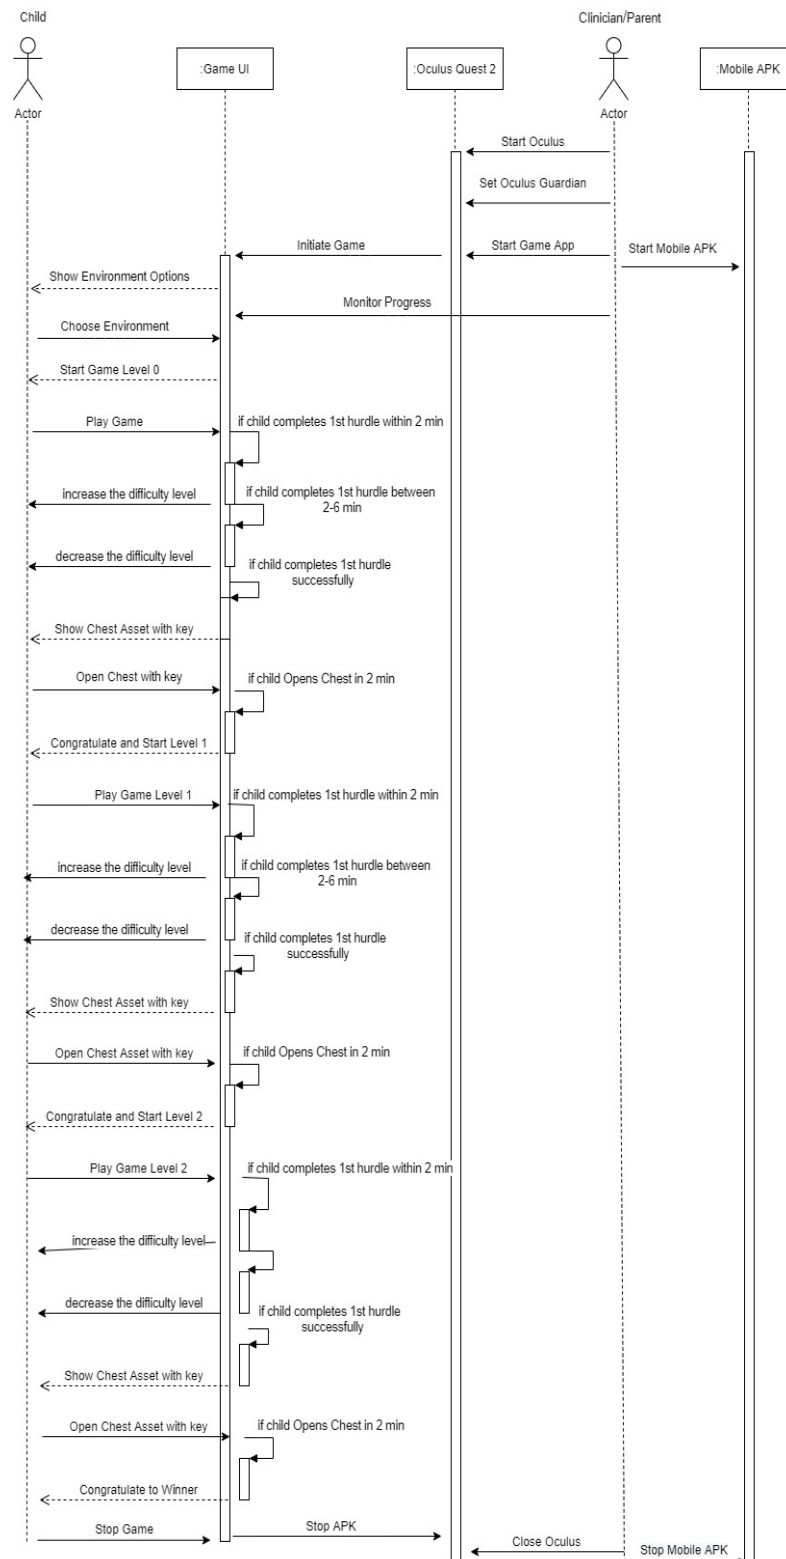 Child
Clinician/Parent
:Game UI
:Oculus Quest 2
:Mobile APK
Actor
Actor
Start Oculus
Set Oculus Guardian
Initiate Game
Start Game App
Start Mobile APK
Show Environment Options
Monitor Progress
Choose Environment
Start Game Level 0
Play Game
if child completes 1st hurdle within 2 min
increase the difficulty level
if child completes 1st hurdle between
2-6 min
decrease the difficulty level
if child completes 1st hurdle
successfully
Show Chest Asset with key
Open Chest with key
if child Opens Chest in 2 min
Congratulate and Start Level 1
Play Game Level 1
if child completes 1st hurdle within 2 min
increase the difficulty level
if child completes 1st hurdle between
2-6 min
decrease the difficulty level
if child completes 1st hurdle
successfully
Show Chest Asset with key
Open Chest Asset with key
if child Opens Chest in 2 min
Congratulate and Start Level 2
Play Game Level 2
if child completes 1st hurdle within 2 min
increase the difficulty level
decrease the difficulty level
if child completes 1st hurdle
successfully
Show Chest Asset with key
Open Chest Asset with key
if child Opens Chest in 2 min
Congratulate to Winner
Stop Game
Stop APK
Close Oculus
Stop Mobile APK